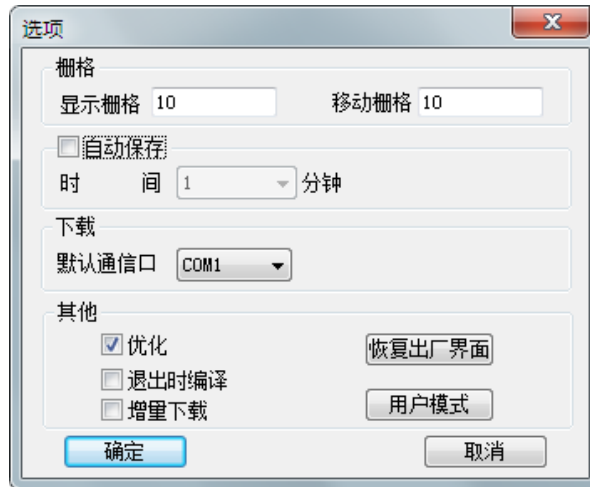 选项
栅格
显示栅格 10 移动栅格 10
自动保存
时 间 1 分钟
下载
默认通信口 COM1
其他
优化 恢复出厂界面
退出时编译
增量下载 用户模式
确定 取消